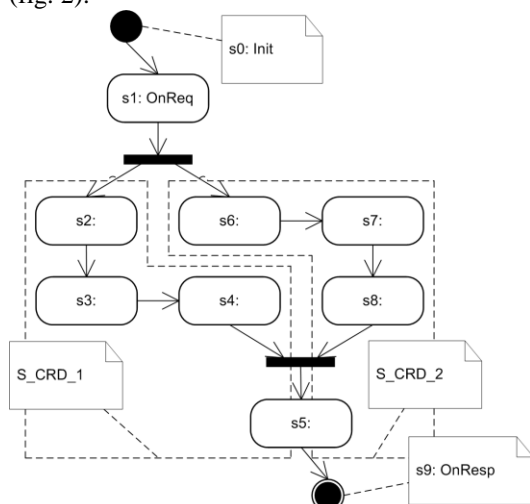 (fig. 2).
s0: Init
s1: OnReq
s2:
s6:
s7:
s3:
s4:
s8:
S_CRD_1
S_CRD_2
s5:
s9: OnResp